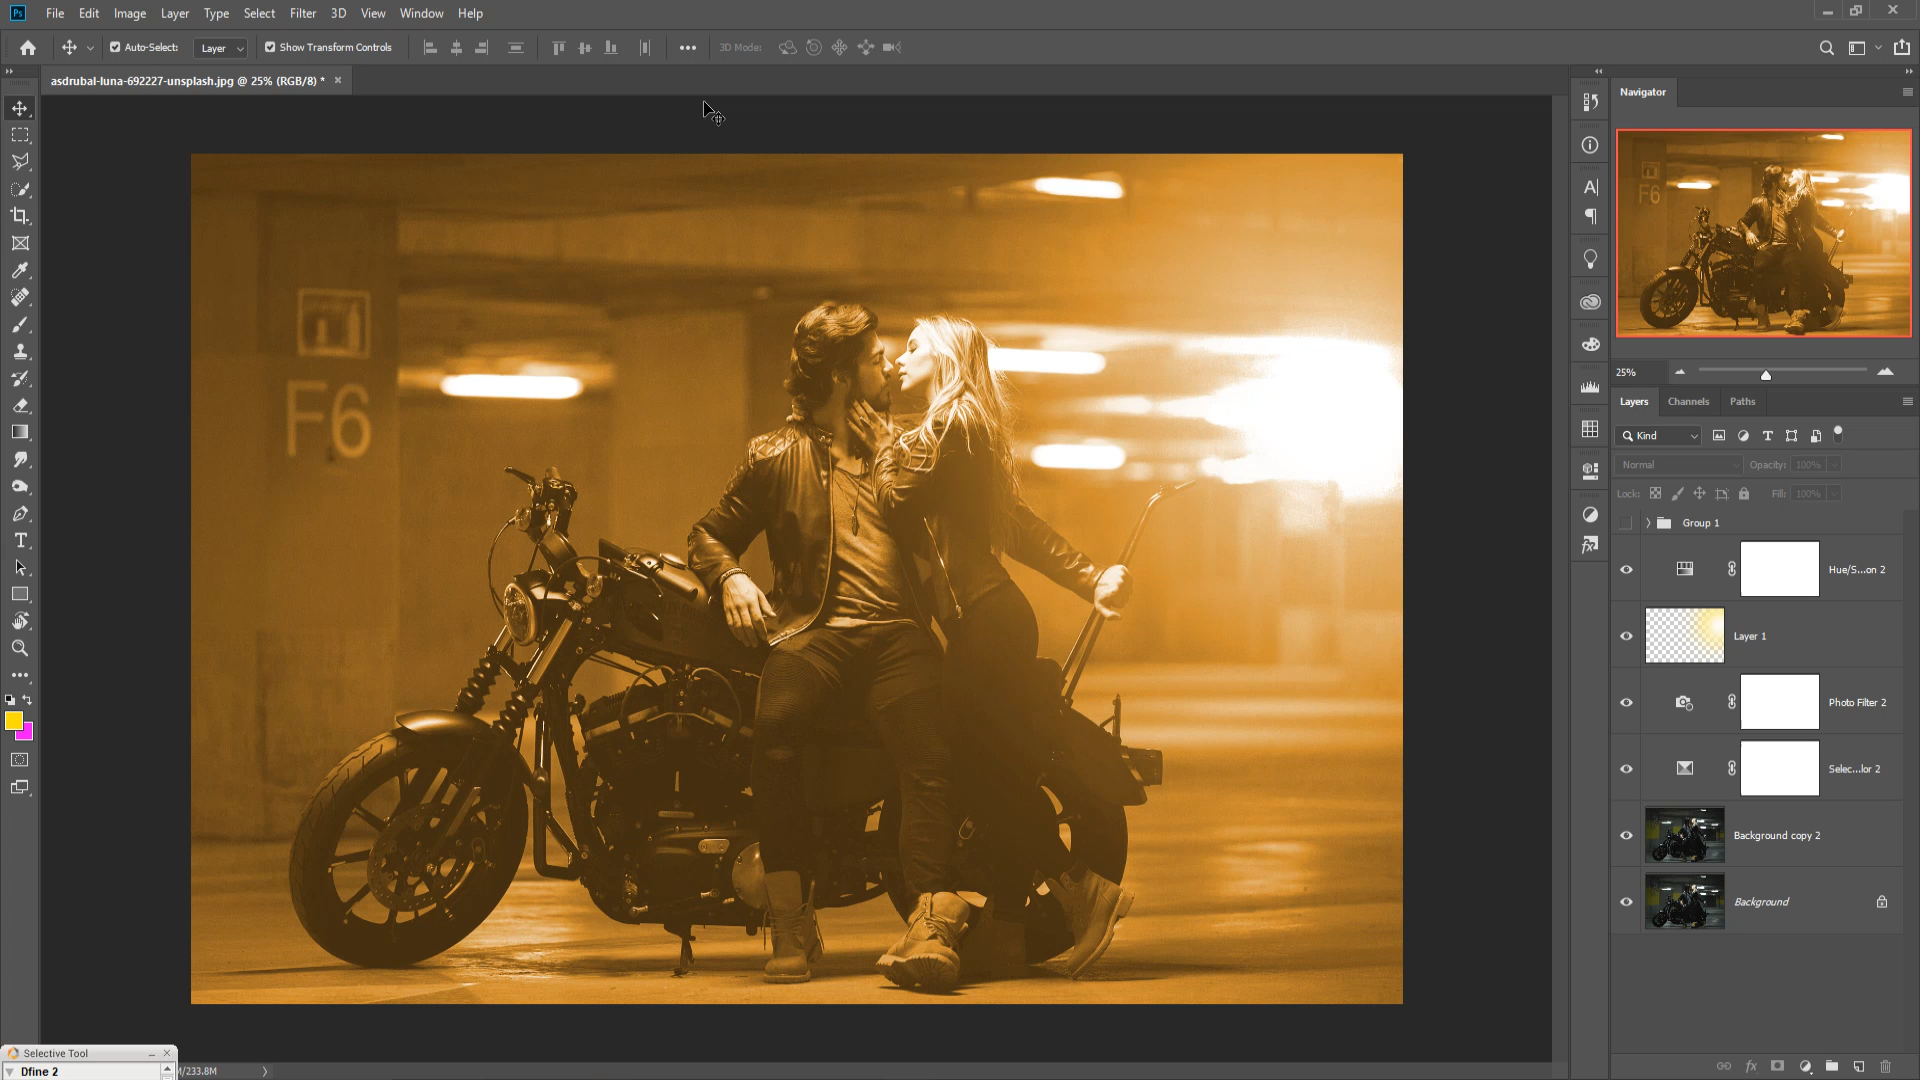 Ps File Edit Image Layer Type Select Filter 3D View Window Help
Auto-Select: Layer Show Transform Controls 3D Mode:
asdrubal-luna-692227-unsplash.jpg @ 25% (RGB/8) *
Navigator
F6
25%
Layers Channels Paths
Kind
Normal Opacity: 100%
Lock: Fill: 100%
Group 1
Hue/S...on 2
Layer 1
Photo Filter 2
Selec...lor 2
Background copy 2
Background
Selective Tool
Dfine 2
M/233.8M